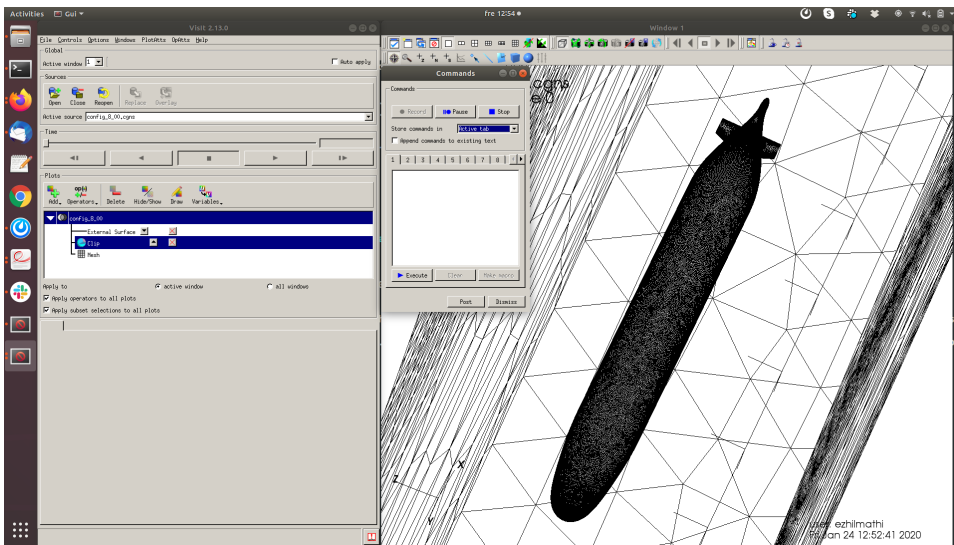 Activities
Gui
fre 12:54
Visit 2.13.0
File Controls Options Windows PlotAtts OpAtts Help
Global
Active window 1
Auto apply
Sources
Open Close Reopen Replace Overlay
Active source config_8_00.cgns
Time
Plots
Add Operators Delete Hide/Show Draw Variables
config_8_00
External Surface
Clip
Mesh
Apply to active window all windows
Apply operators to all plots
Apply subset selections to all plots
Commands
Commands
Record Pause Stop
Store commands in Active tab
Append commands to existing text
1 2 3 4 5 6 7 8
Execute Clear Make macro
Post Dismiss
Window 1
.cgns
X
Z
Y
user: ezhilmathi
Fri Jan 24 12:52:41 2020